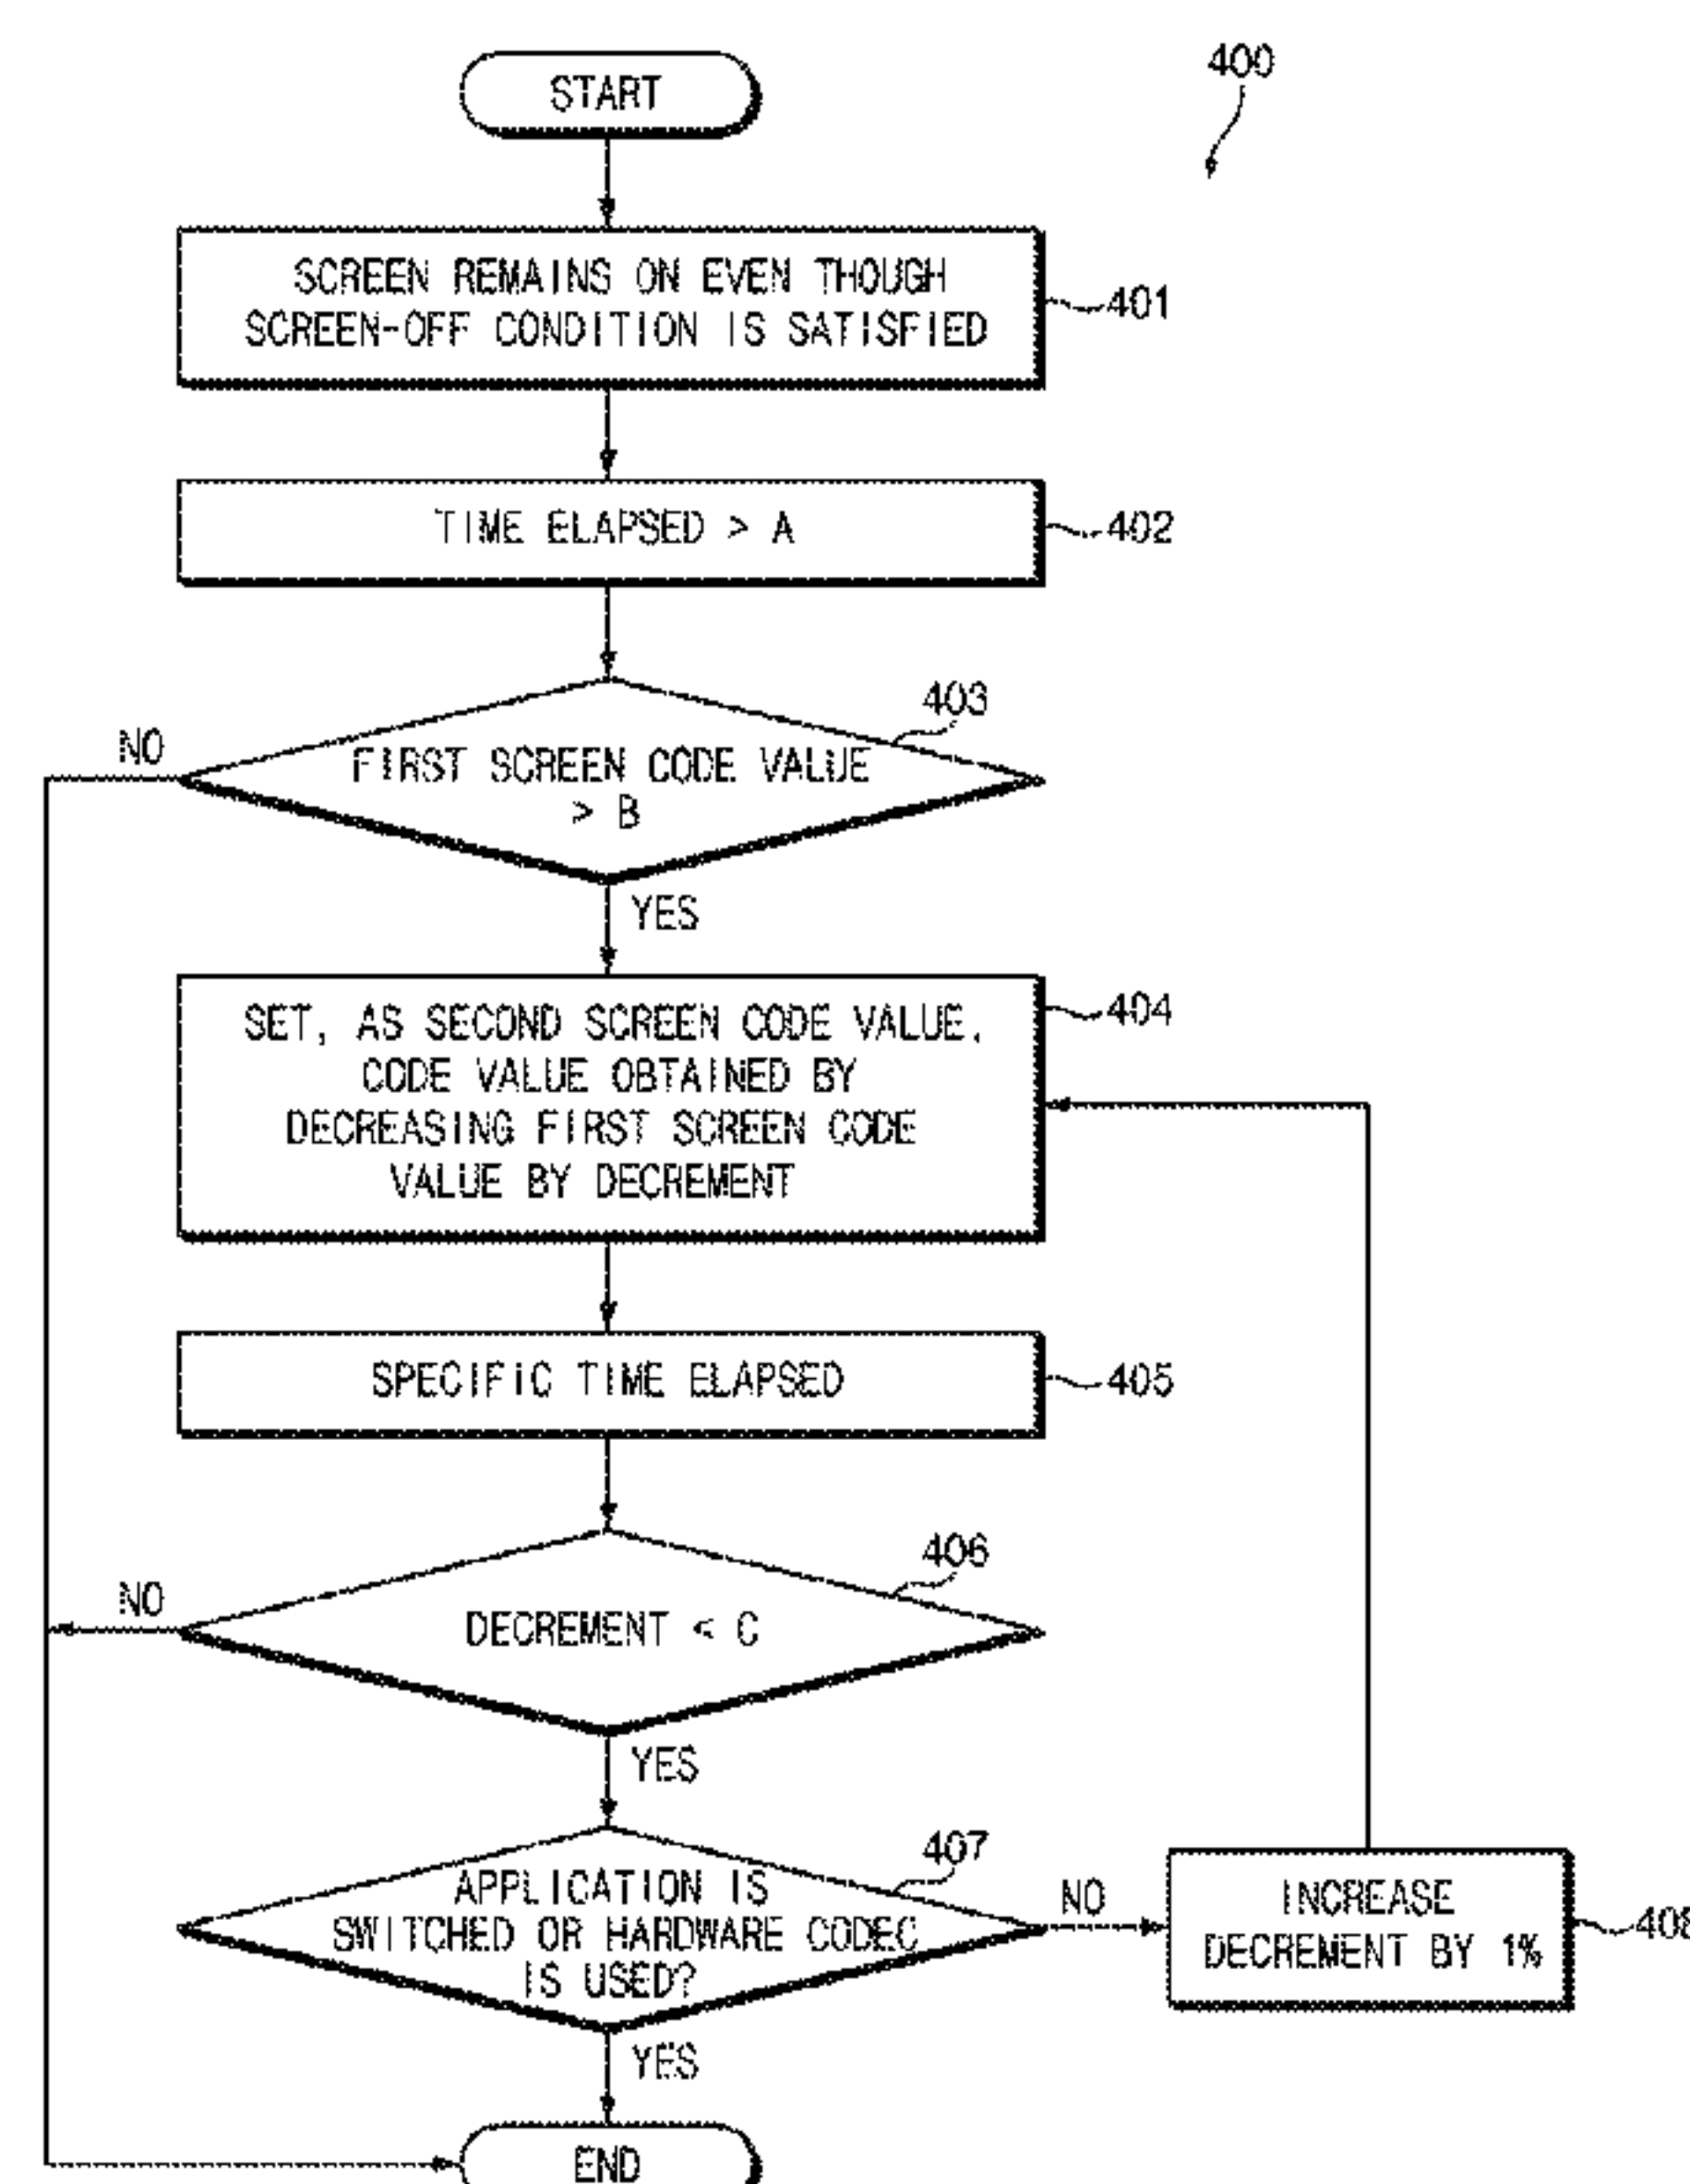 START
400
SCREEN REMAINS ON EVEN THOUGH
SCREEN-OFF CONDITION IS SATISFIED
401
TIME ELAPSED > A
402
403
NO
FIRST SCREEN CODE VALUE
> B
YES
SET, AS SECOND SCREEN CODE VALUE,
CODE VALUE OBTAINED BY
DECREASING FIRST SCREEN CODE
VALUE BY DECREMENT
404
SPECIFIC TIME ELAPSED
405
406
NO
DECREMENT < C
YES
407
APPLICATION IS
SWITCHED OR HARDWARE CODEC
IS USED?
NO
INCREASE
DECREMENT BY 1%
408
YES
END